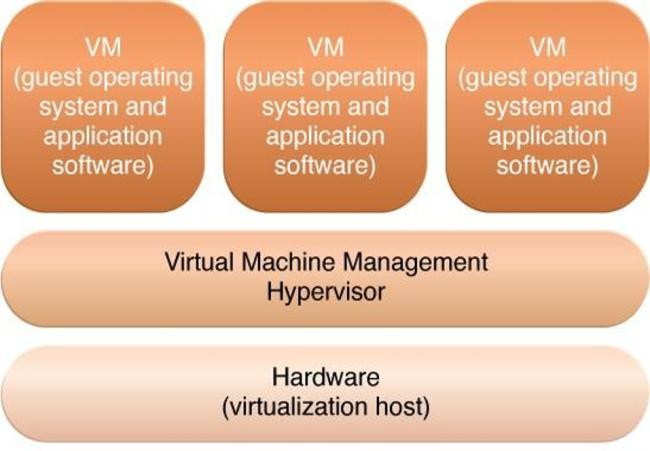 VM
(guest operating
system and
application
software)
VM
(guest operating
system and
application
software)
VM
(guest operating
system and
application
software)
Virtual Machine Management
Hypervisor
Hardware
(virtualization host)